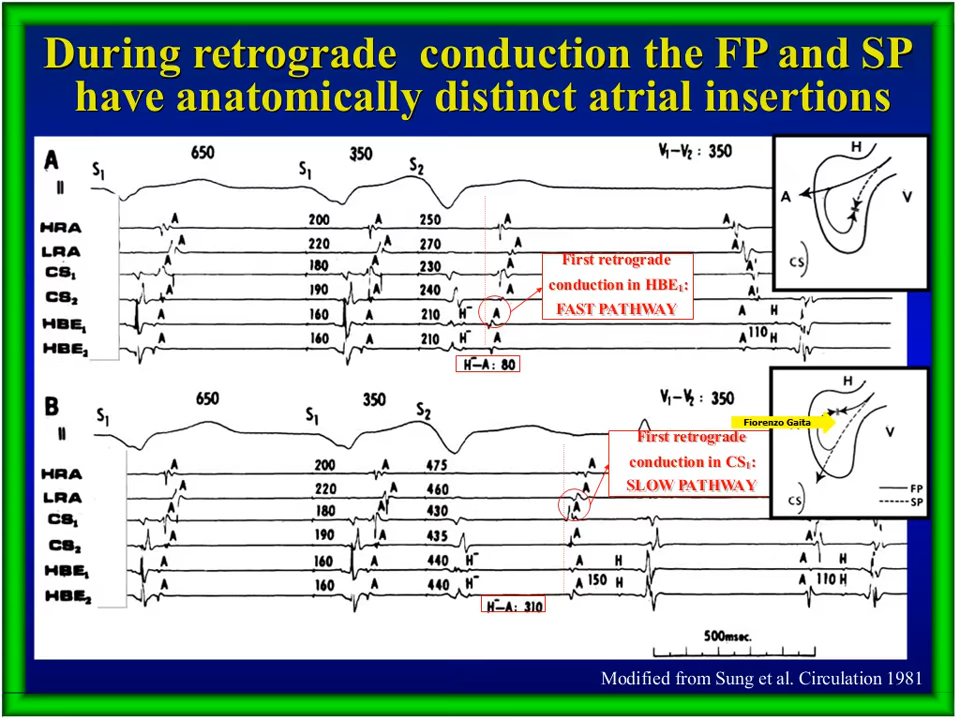 During retrograde conduction the FP and SP
have anatomically distinct atrial insertions
A S₁ 650 S₁ 350 S₂ V₁-V₂ : 350
II
HRA A 200 A 250 A A
LRA A 220 A 270 A A
CS₁ A 180 A 230 A A
CS₂ A 190 A 240 A A
HBE₁ A 160 A 210 H⁻ A A H
HBE₂ A 160 A 210 H⁻ A A 110 H
H⁻-A : 80
First retrograde
conduction in HBE₁:
FAST PATHWAY
H
A V
CS
B S₁ 650 S₁ 350 S₂ V₁-V₂ : 350
II
HRA A 200 A 475 A
LRA A 220 A 460 A
CS₁ A 180 A 430 A
CS₂ A 190 A 435 A A
HBE₁ A 160 A 440 H⁻ A H A H
HBE₂ A 160 A 440 H⁻ A 150 H A 110 H
H⁻-A : 310
First retrograde
conduction in CS₁:
SLOW PATHWAY
Fiorenzo Gaita
H
V
CS
FP
SP
500msec.
Modified from Sung et al. Circulation 1981